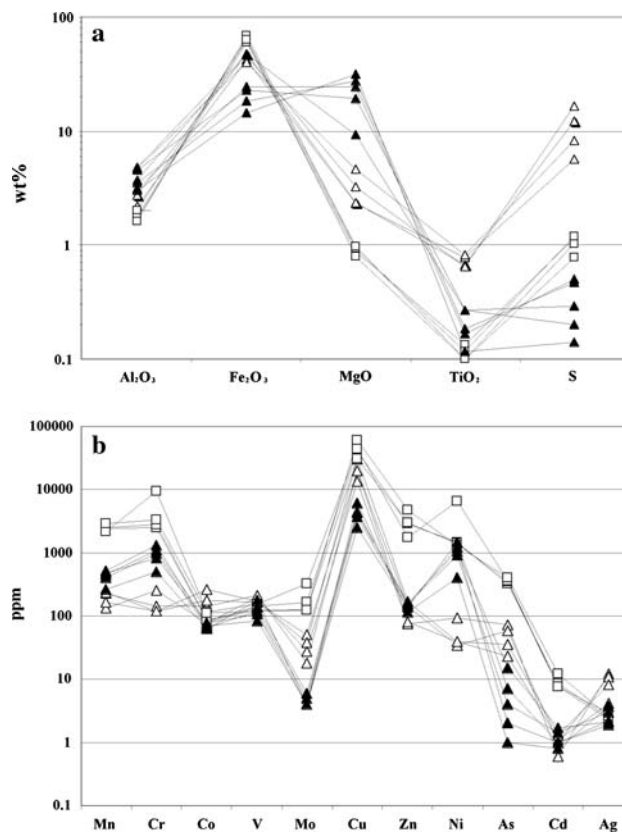 a
100
10
1
0.1
wt%
Al₂O₃ Fe₂O₃ MgO TiO₂ S
b
100000
10000
1000
100
10
1
0.1
ppm
Mn Cr Co V Mo Cu Zn Ni As Cd Ag